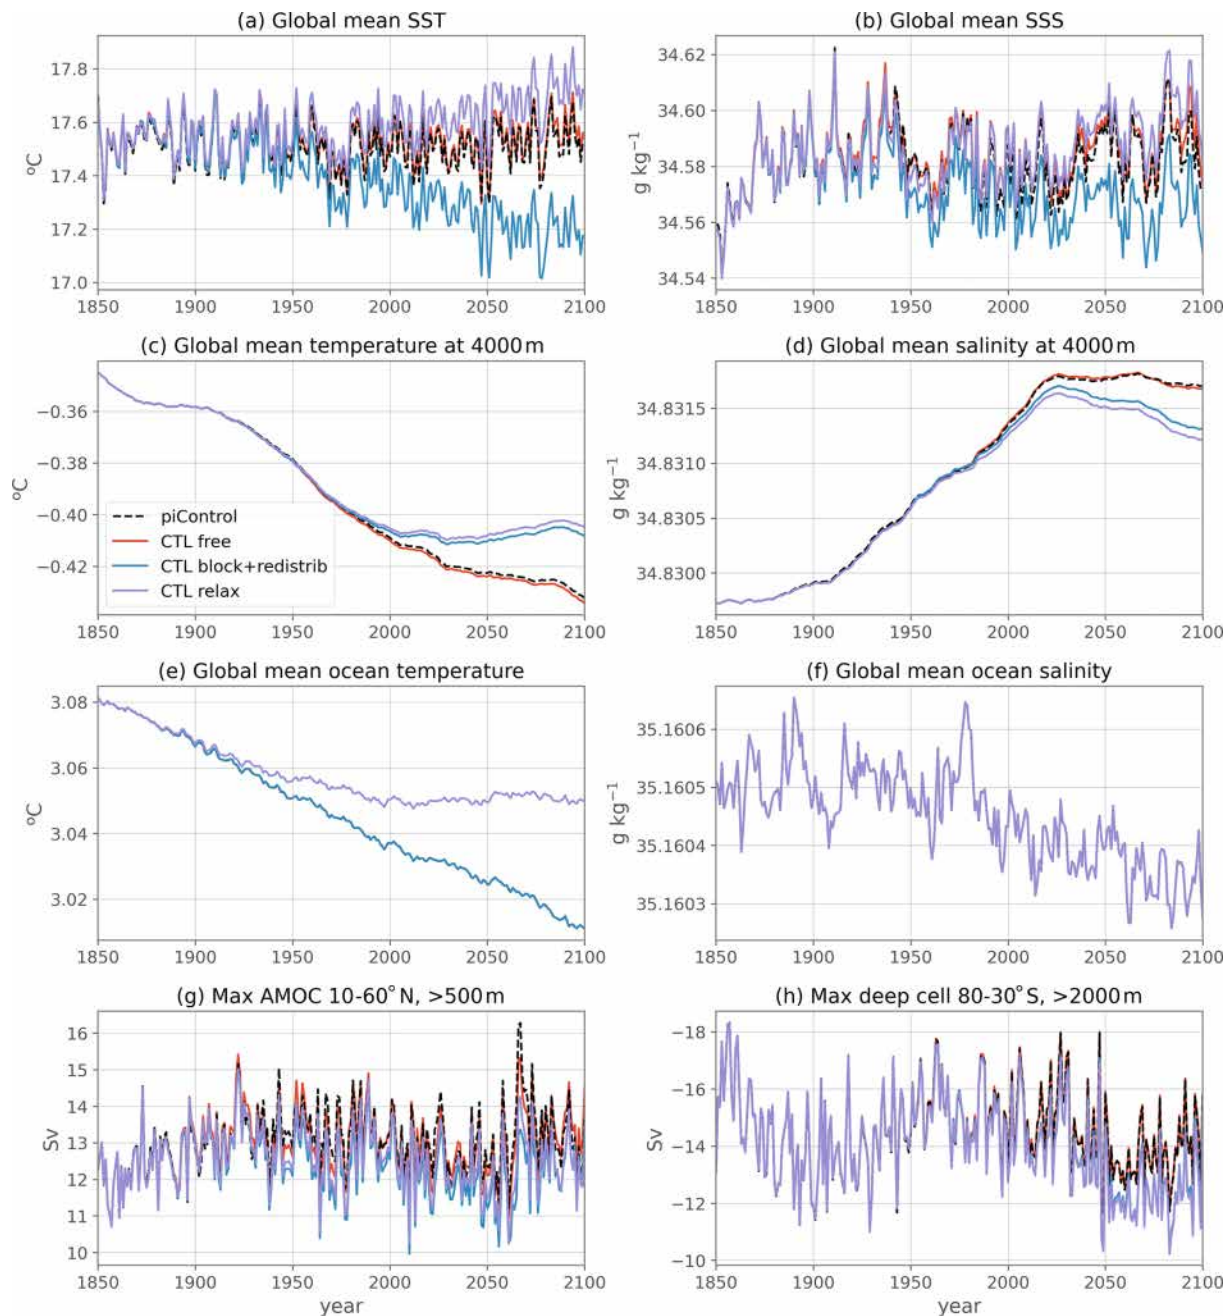 (a) Global mean SST
17.8
17.6
17.4
17.2
17.0
°C
1850 1900 1950 2000 2050 2100
(b) Global mean SSS
34.62
34.60
34.58
34.56
34.54
g kg⁻¹
1850 1900 1950 2000 2050 2100
(c) Global mean temperature at 4000m
−0.36
−0.38
−0.40
−0.42
°C
piControl
CTL free
CTL block+redistrib
CTL relax
1850 1900 1950 2000 2050 2100
(d) Global mean salinity at 4000m
34.8315
34.8310
34.8305
34.8300
g kg⁻¹
1850 1900 1950 2000 2050 2100
(e) Global mean ocean temperature
3.08
3.06
3.04
3.02
°C
1850 1900 1950 2000 2050 2100
(f) Global mean ocean salinity
35.1606
35.1605
35.1604
35.1603
g kg⁻¹
1850 1900 1950 2000 2050 2100
(g) Max AMOC 10-60°N, >500m
16
15
14
13
12
11
10
Sv
1850 1900 1950 2000 2050 2100
year
(h) Max deep cell 80-30°S, >2000m
−18
−16
−14
−12
−10
Sv
1850 1900 1950 2000 2050 2100
year